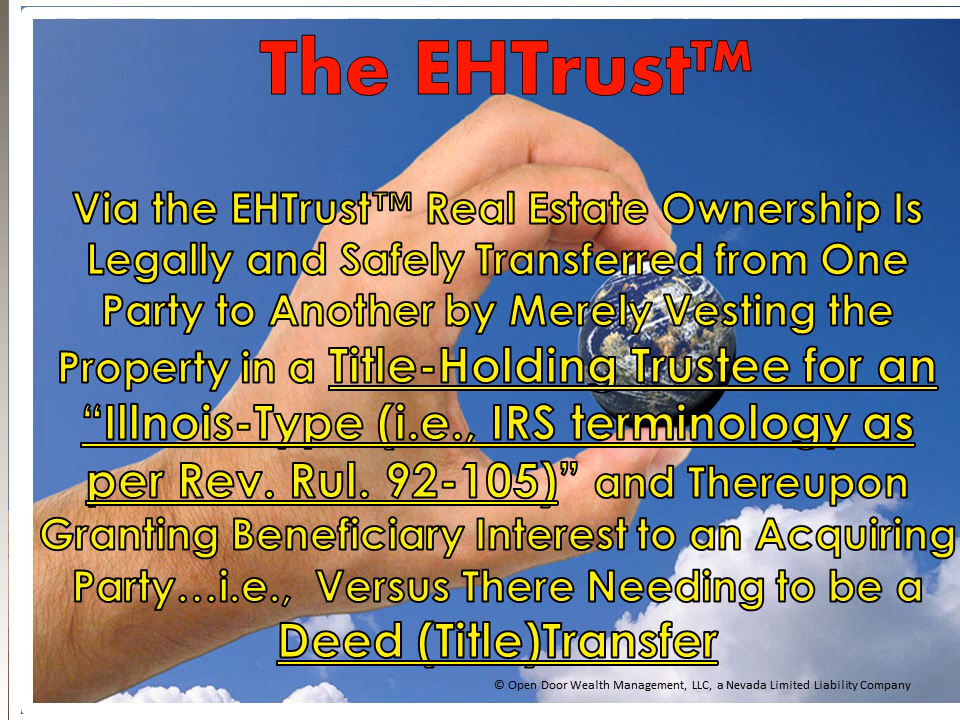 The EHTrust™
Via the EHTrust™ Real Estate Ownership Is
Legally and Safely Transferred from One
Party to Another by Merely Vesting the
Property in a Title-Holding Trustee for an
“Illnois-Type (i.e., IRS terminology as
per Rev. Rul. 92-105)” and Thereupon
Granting Beneficiary Interest to an Acquiring
Party…i.e.,  Versus There Needing to be a
Deed (Title)Transfer
© Open Door Wealth Management, LLC, a Nevada Limited Liability Company